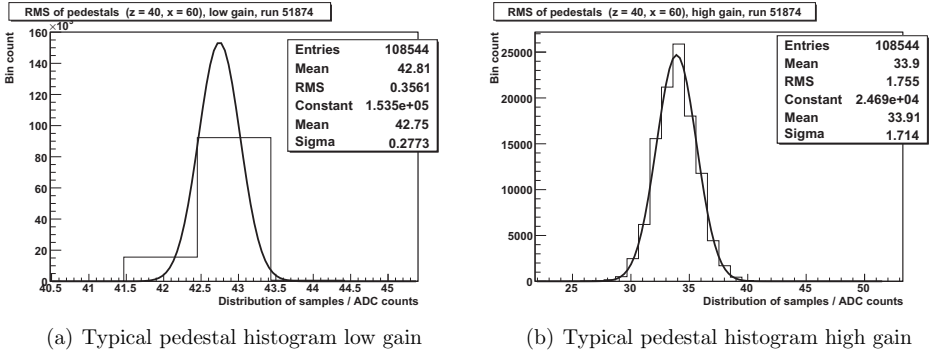 RMS of pedestals (z = 40, x = 60), low gain, run 51874
×10³
Bin count
160
140
120
100
80
60
40
20
0
40.5 41 41.5 42 42.5 43 43.5 44 44.5 45
Distribution of samples / ADC counts
Entries 108544
Mean 42.81
RMS 0.3561
Constant 1.535e+05
Mean 42.75
Sigma 0.2773
(a) Typical pedestal histogram low gain
RMS of pedestals (z = 40, x = 60), high gain, run 51874
Bin count
25000
20000
15000
10000
5000
0
25 30 35 40 45 50
Distribution of samples / ADC counts
Entries 108544
Mean 33.9
RMS 1.755
Constant 2.469e+04
Mean 33.91
Sigma 1.714
(b) Typical pedestal histogram high gain